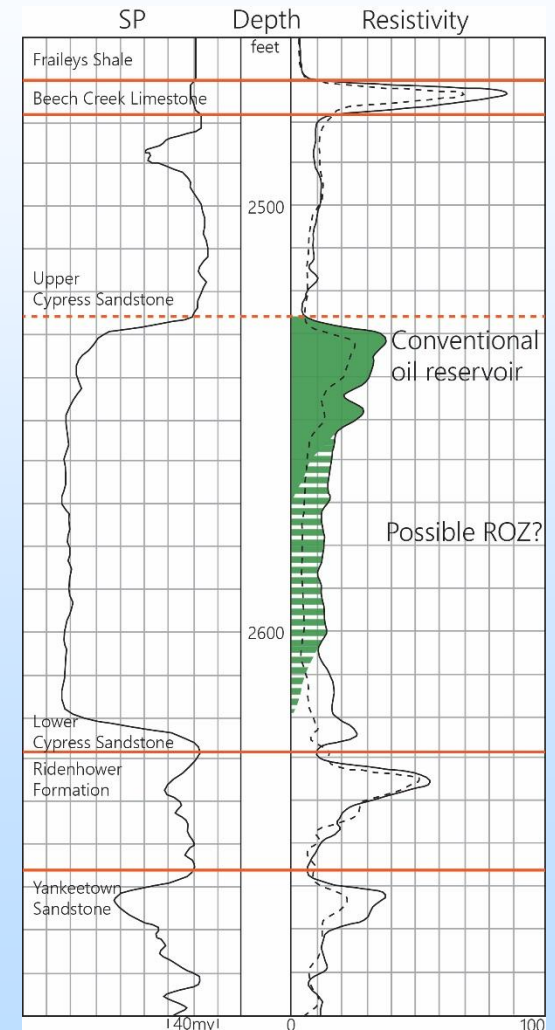 SP Depth Resistivity
feet
Fraileys Shale
Beech Creek Limestone
2500
Upper
Cypress Sandstone
Conventional
oil reservoir
Possible ROZ?
2600
Lower
Cypress Sandstone
Ridenhower
Formation
Yankeetown
Sandstone
|40mv| 0 100